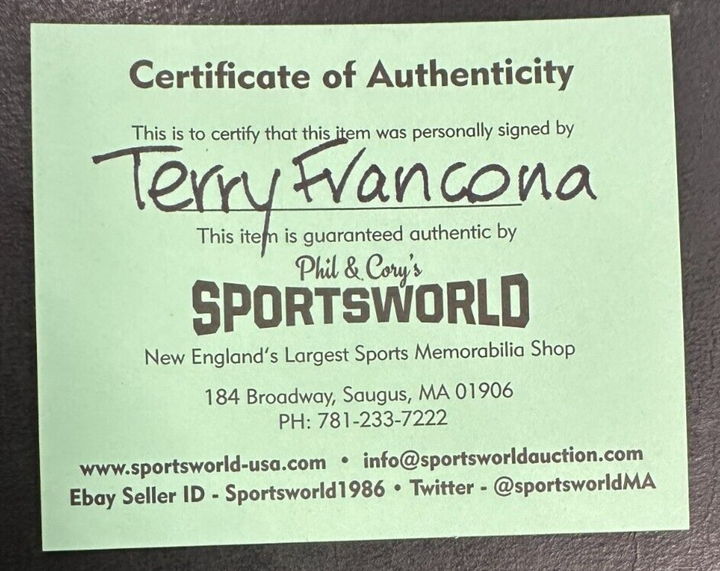 Certificate of Authenticity
This is to certify that this item was personally signed by
Terry Francona
This item is guaranteed authentic by
Phil & Cory's
SPORTSWORLD
New England's Largest Sports Memorabilia Shop
184 Broadway, Saugus, MA 01906
PH: 781-233-7222
www.sportsworld-usa.com • info@sportsworldauction.com
Ebay Seller ID - Sportsworld1986 • Twitter - @sportsworldMA